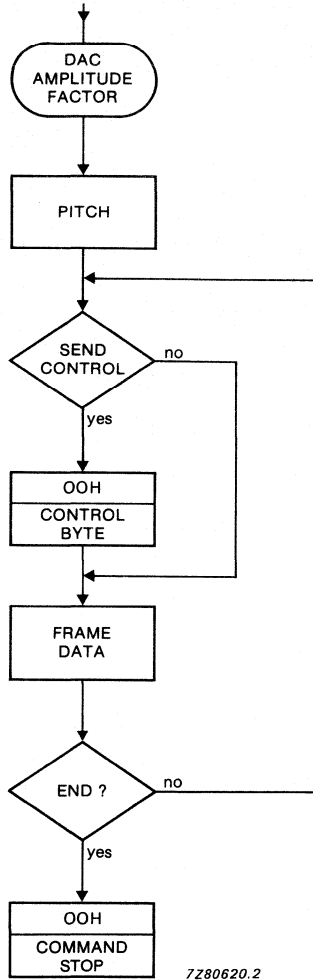 DAC
AMPLITUDE
FACTOR
PITCH
SEND
CONTROL
no
yes
OOH
CONTROL
BYTE
FRAME
DATA
END ?
no
yes
OOH
COMMAND
STOP
7Z80620.2